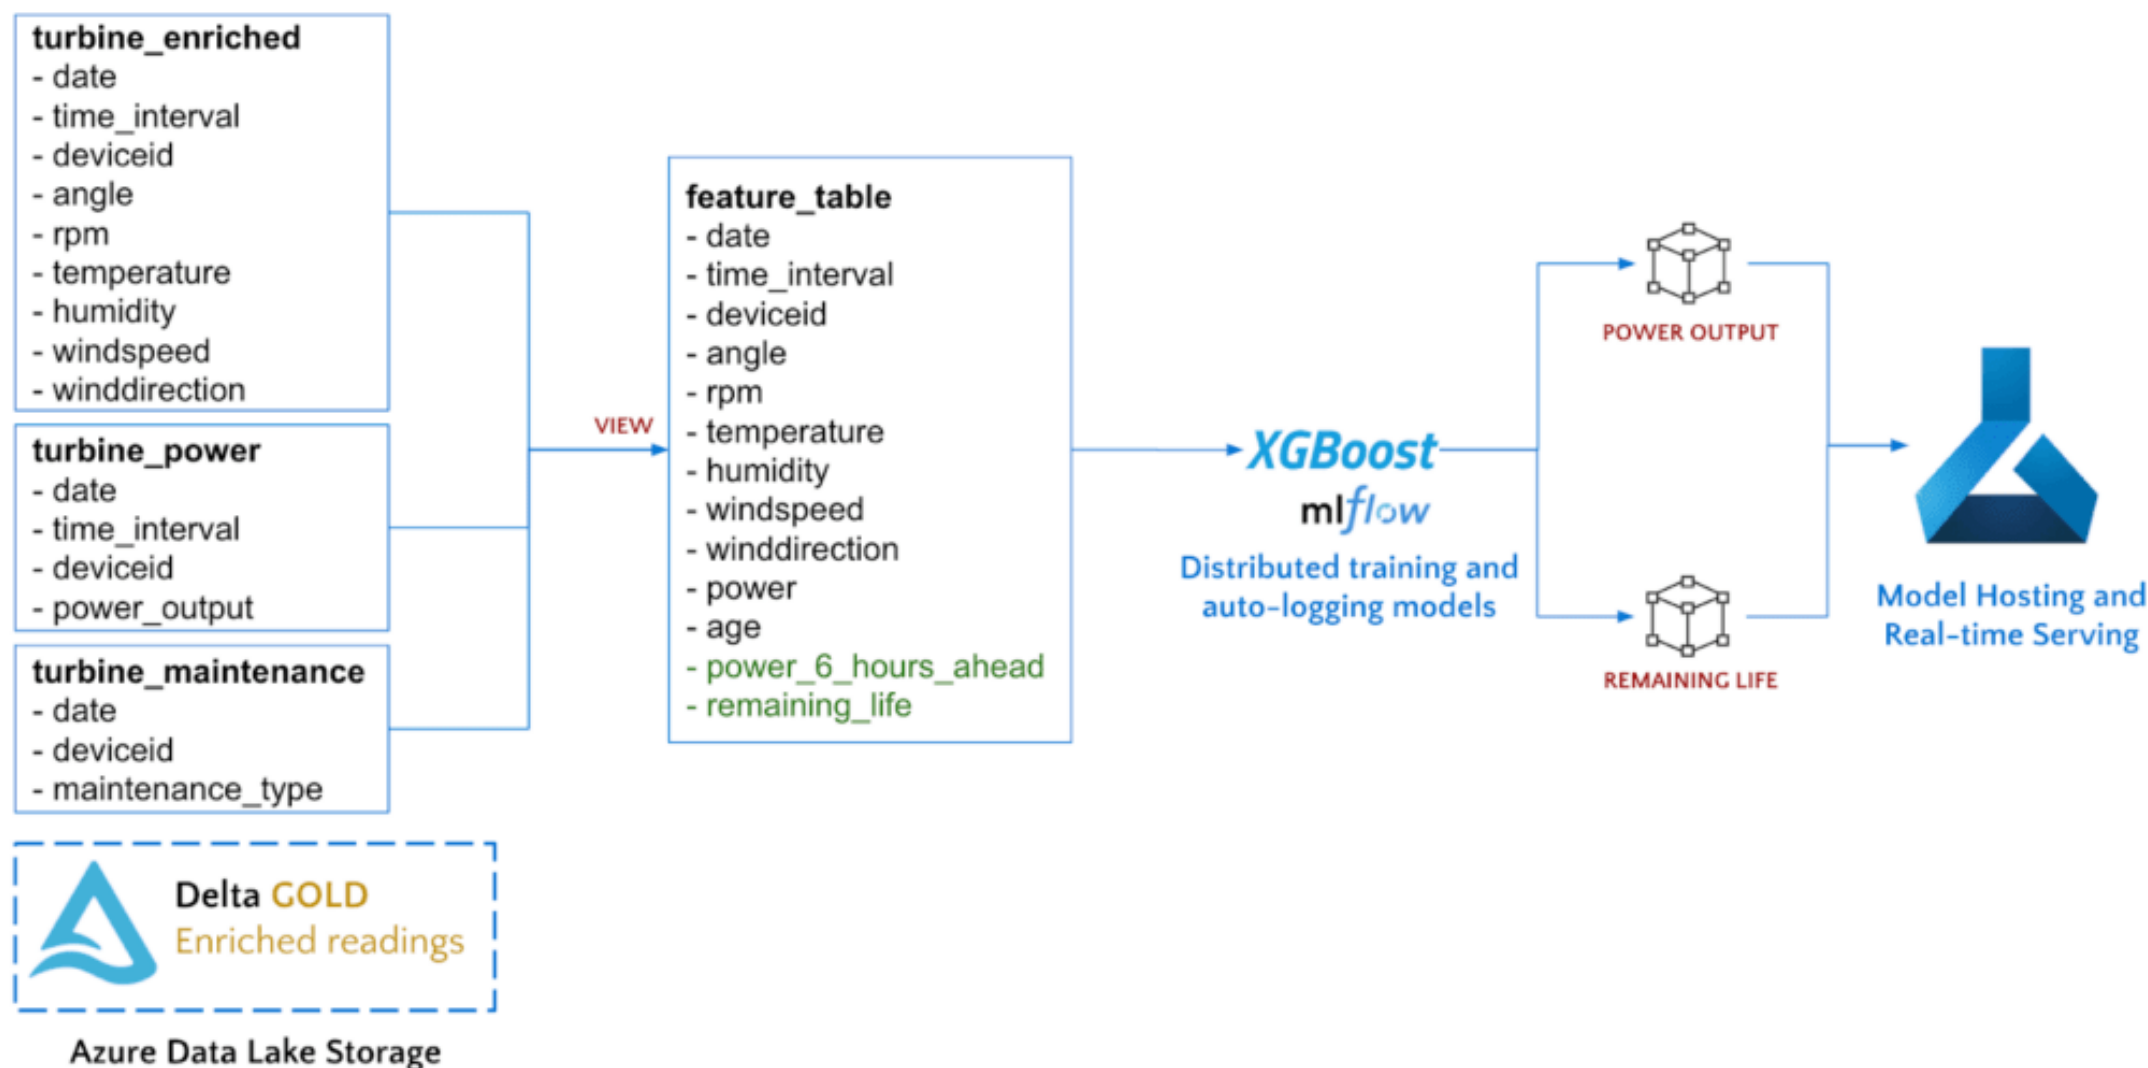 turbine_enriched
- date
- time_interval
- deviceid
- angle
- rpm
- temperature
- humidity
- windspeed
- winddirection
turbine_power
- date
- time_interval
- deviceid
- power_output
turbine_maintenance
- date
- deviceid
- maintenance_type
Delta GOLD
Enriched readings
Azure Data Lake Storage
VIEW
feature_table
- date
- time_interval
- deviceid
- angle
- rpm
- temperature
- humidity
- windspeed
- winddirection
- power
- age
- power_6_hours_ahead
- remaining_life
XGBoost
mlflow
Distributed training and
auto-logging models
POWER OUTPUT
REMAINING LIFE
Model Hosting and
Real-time Serving